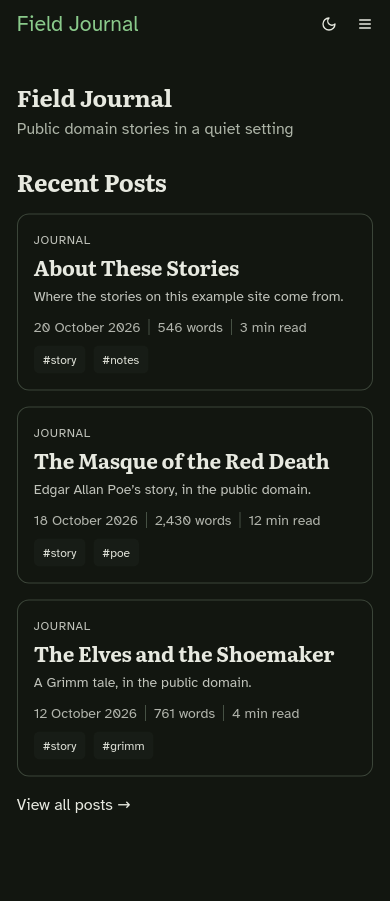 Field Journal
Field Journal
Public domain stories in a quiet setting
Recent Posts
JOURNAL
About These Stories
Where the stories on this example site come from.
20 October 2026 | 546 words | 3 min read
#story #notes
JOURNAL
The Masque of the Red Death
Edgar Allan Poe's story, in the public domain.
18 October 2026 | 2,430 words | 12 min read
#story #poe
JOURNAL
The Elves and the Shoemaker
A Grimm tale, in the public domain.
12 October 2026 | 761 words | 4 min read
#story #grimm
View all posts →